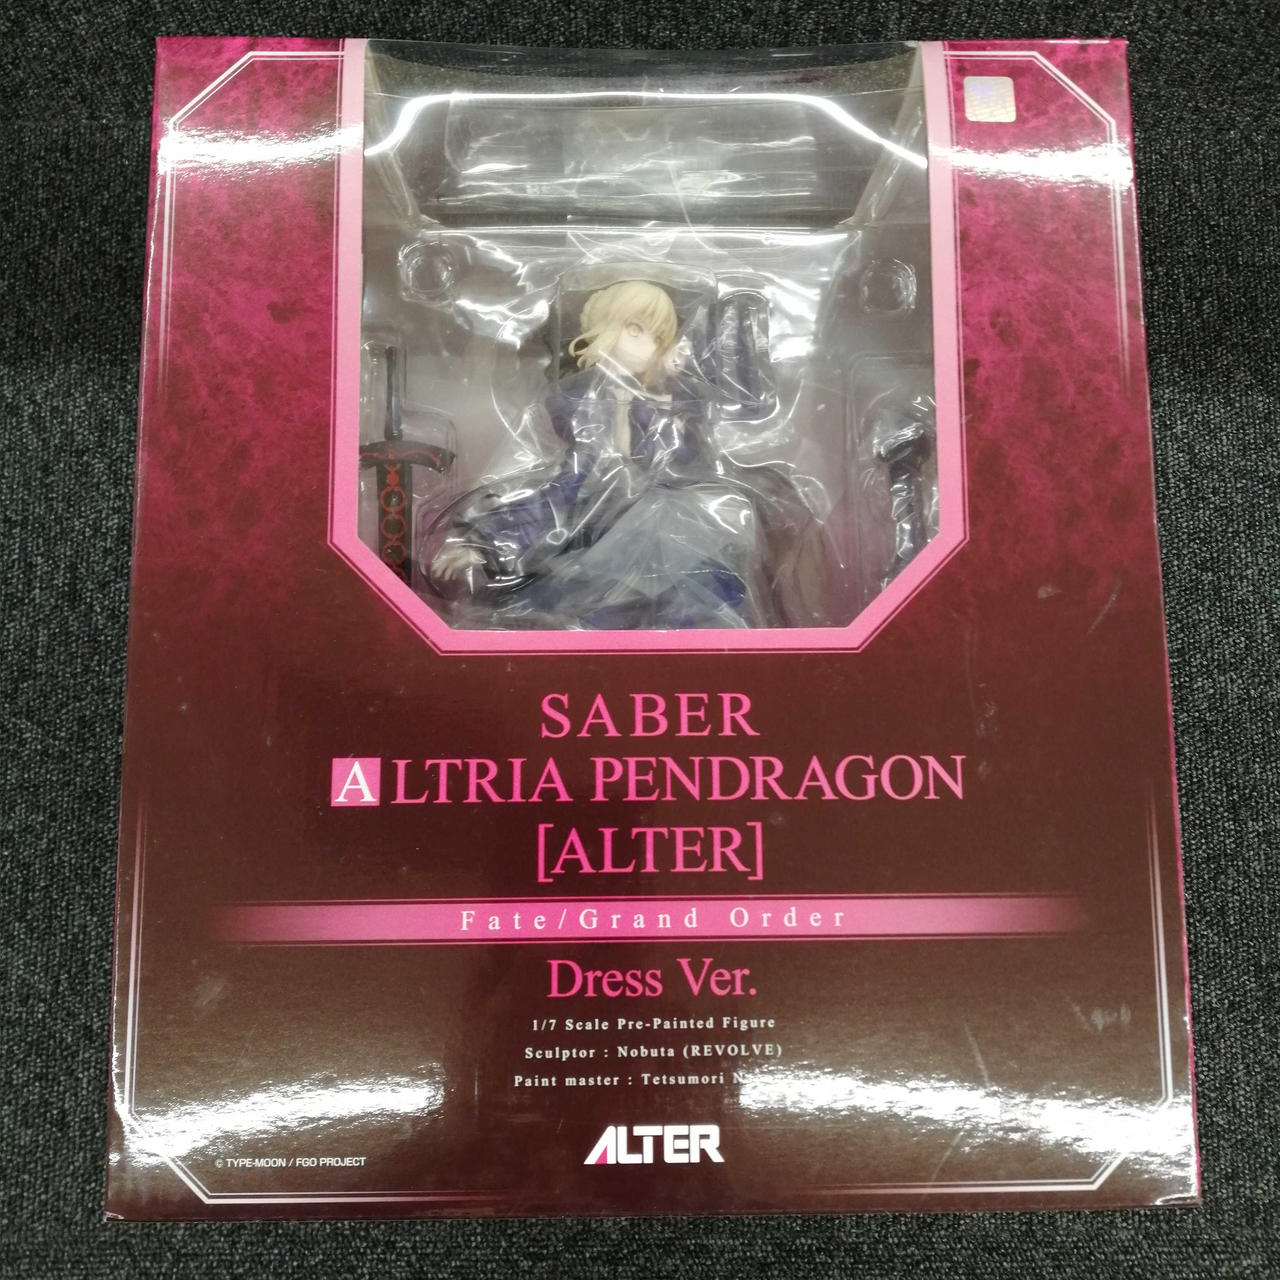 SABER
ALTRIA PENDRAGON
[ALTER]
Fate/Grand Order
Dress Ver.
1/7 Scale Pre-Painted Figure
Sculptor : Nobuta (REVOLVE)
Paint master : Tetsumori
ALTER
© TYPE-MOON / FGO PROJECT